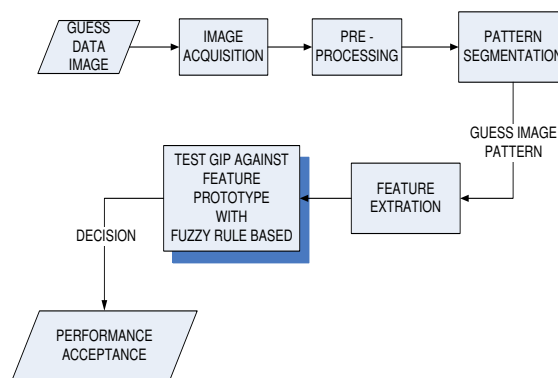 GUESS
DATA
IMAGE
IMAGE
ACQUISITION
PRE -
PROCESSING
PATTERN
SEGMENTATION
GUESS IMAGE
PATTERN
FEATURE
EXTRATION
TEST GIP AGAINST
FEATURE
PROTOTYPE
WITH
FUZZY RULE BASED
DECISION
PERFORMANCE
ACCEPTANCE